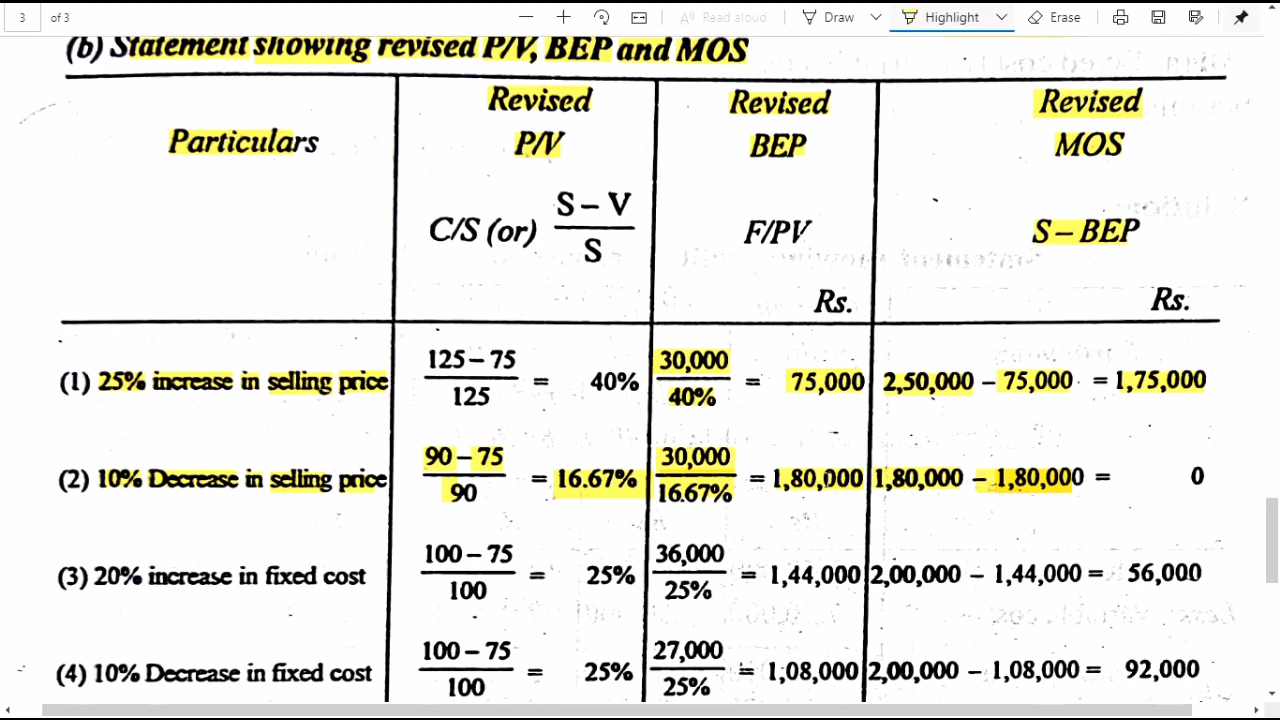 3 of 3 Read aloud Draw Highlight Erase
(b) Statement showing revised P/V, BEP and MOS
Particulars Revised P/V Revised BEP Revised MOS
C/S (or) S – V / S F/PV S – BEP
Rs. Rs.
(1) 25% increase in selling price 125 – 75 / 125 = 40% 30,000 / 40% = 75,000 2,50,000 – 75,000 = 1,75,000
(2) 10% Decrease in selling price 90 – 75 / 90 = 16.67% 30,000 / 16.67% = 1,80,000 1,80,000 – 1,80,000 = 0
(3) 20% increase in fixed cost 100 – 75 / 100 = 25% 36,000 / 25% = 1,44,000 2,00,000 – 1,44,000 = 56,000
(4) 10% Decrease in fixed cost 100 – 75 / 100 = 25% 27,000 / 25% = 1,08,000 2,00,000 – 1,08,000 = 92,000